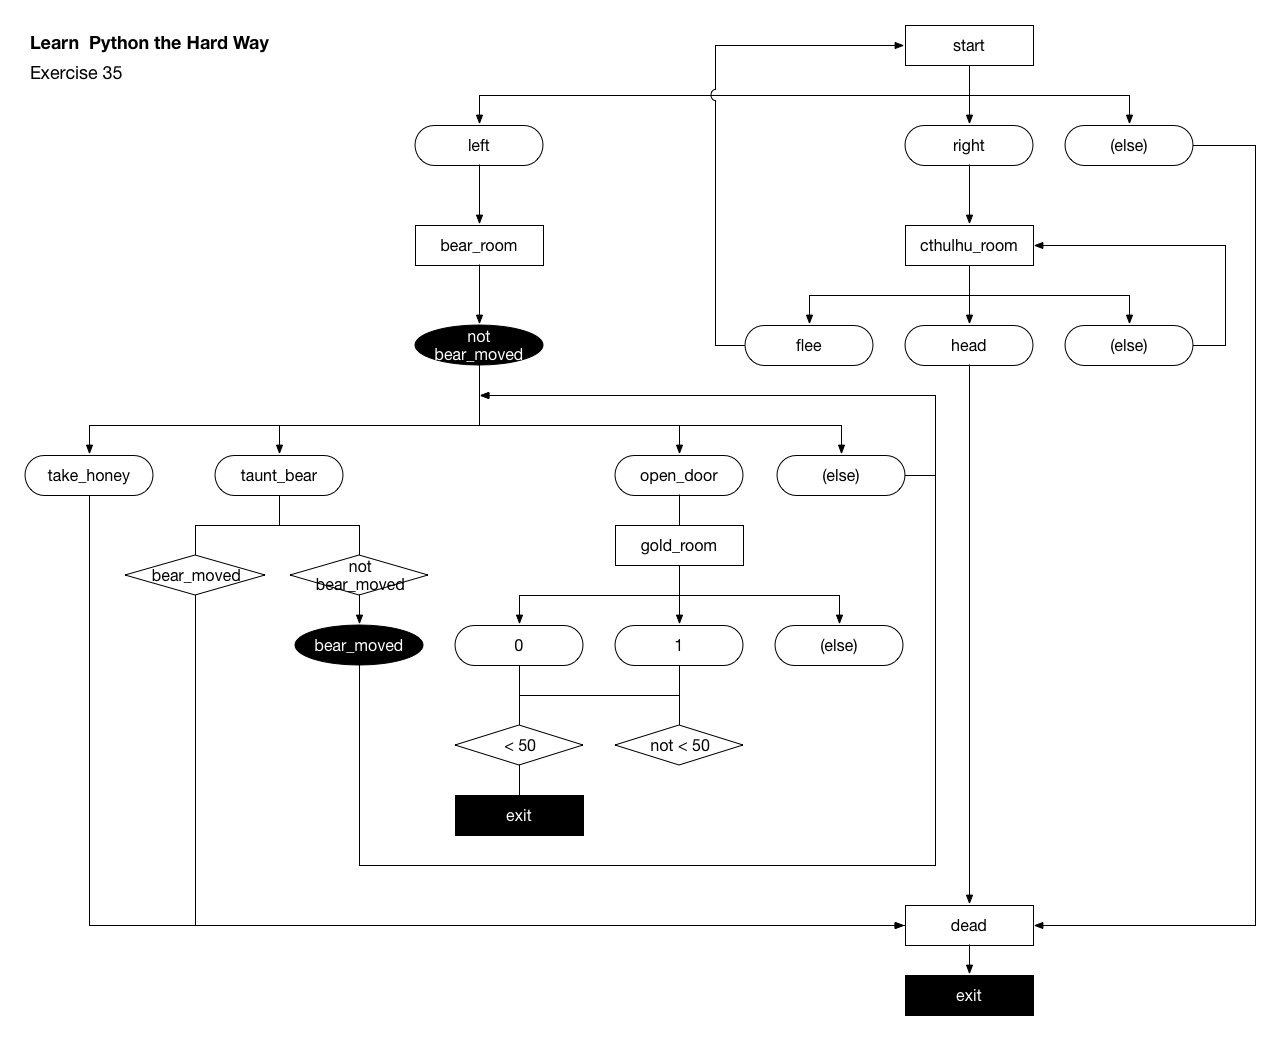 Learn  Python the Hard Way
Exercise 35
start
left
right
(else)
bear_room
cthulhu_room
not
bear_moved
flee
head
(else)
take_honey
taunt_bear
open_door
(else)
gold_room
bear_moved
not
bear_moved
bear_moved
0
1
(else)
< 50
not < 50
exit
dead
exit